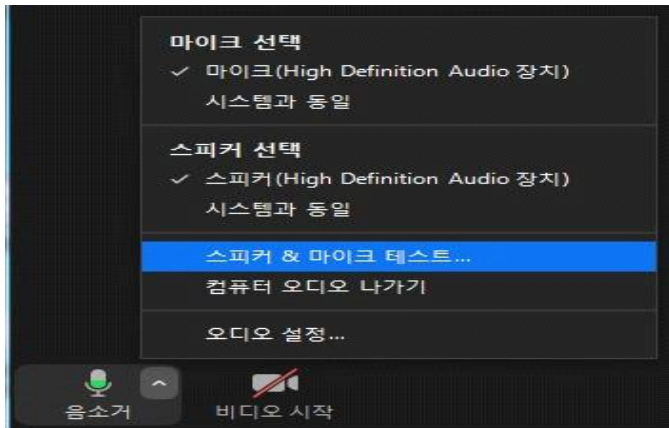 마이크 선택
마이크(High Definition Audio 장치)
시스템과 동일
스피커 선택
스피커(High Definition Audio 장치)
시스템과 동일
스피커 & 마이크 테스트...
컴퓨터 오디오 나가기
오디오 설정...
음소거
비디오 시작